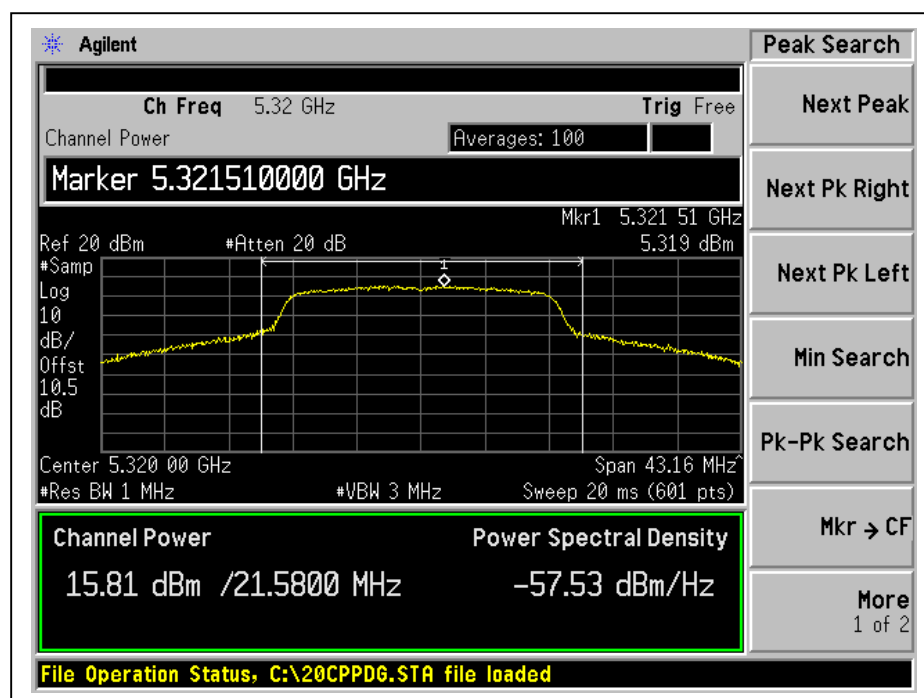 Agilent
Peak Search
Ch Freq 5.32 GHz Trig Free
Channel Power Averages: 100
Marker 5.321510000 GHz
Mkr1 5.321 51 GHz
Ref 20 dBm #Atten 20 dB 5.319 dBm
#Samp
Log
10
dB/
Offst
10.5
dB
1
Center 5.320 00 GHz Span 43.16 MHz^
#Res BW 1 MHz #VBW 3 MHz Sweep 20 ms (601 pts)
Channel Power Power Spectral Density
15.81 dBm /21.5800 MHz -57.53 dBm/Hz
File Operation Status, C:\20CPPDG.STA file loaded
Next Peak
Next Pk Right
Next Pk Left
Min Search
Pk-Pk Search
Mkr → CF
More
1 of 2